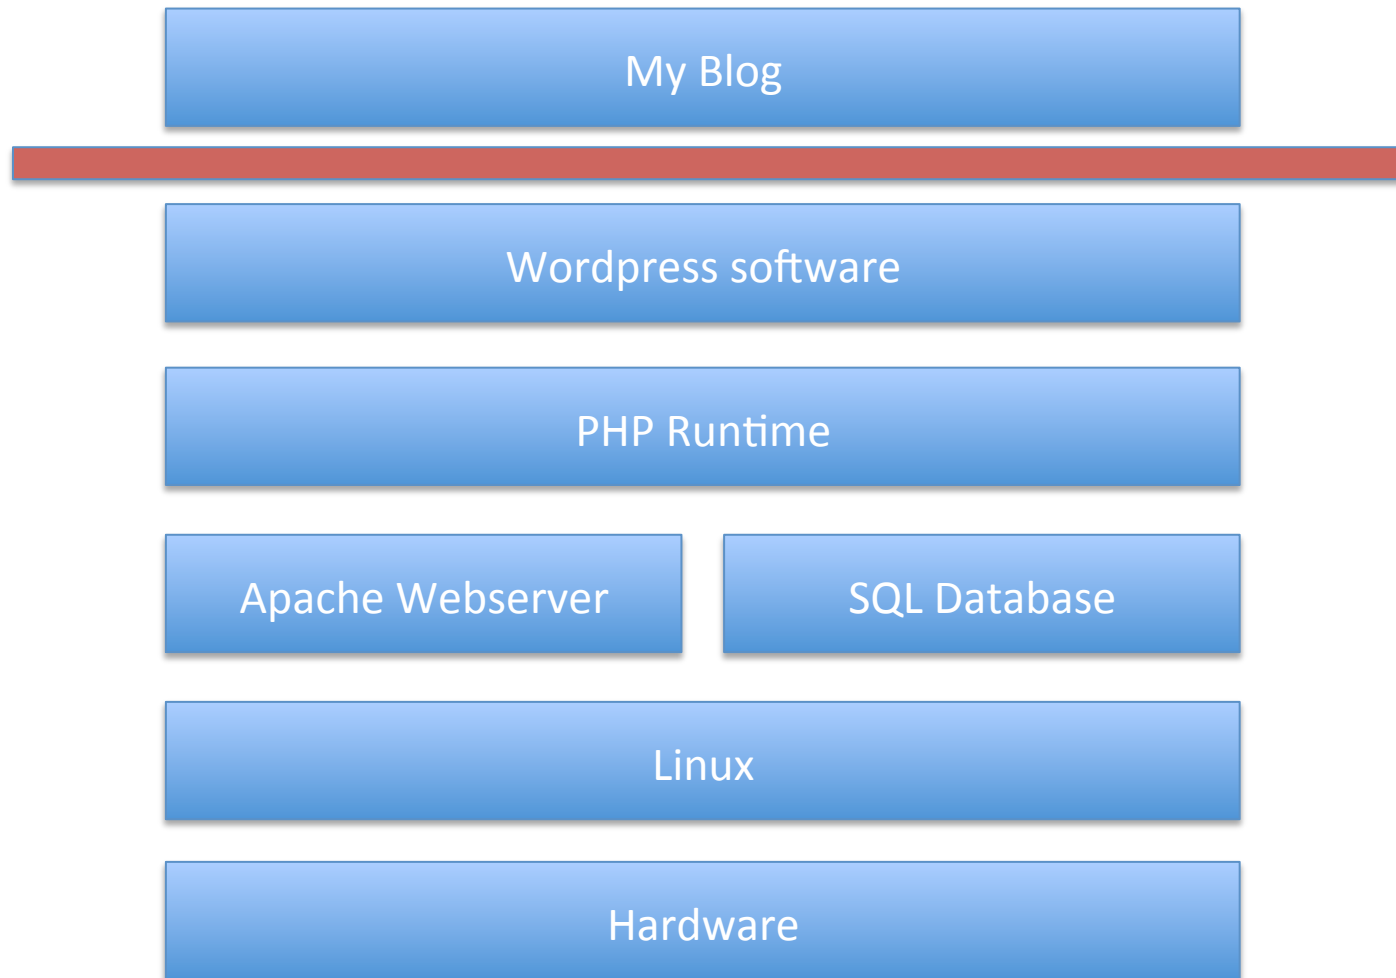 My Blog
Wordpress software
PHP Runtime
Apache Webserver
SQL Database
Linux
Hardware